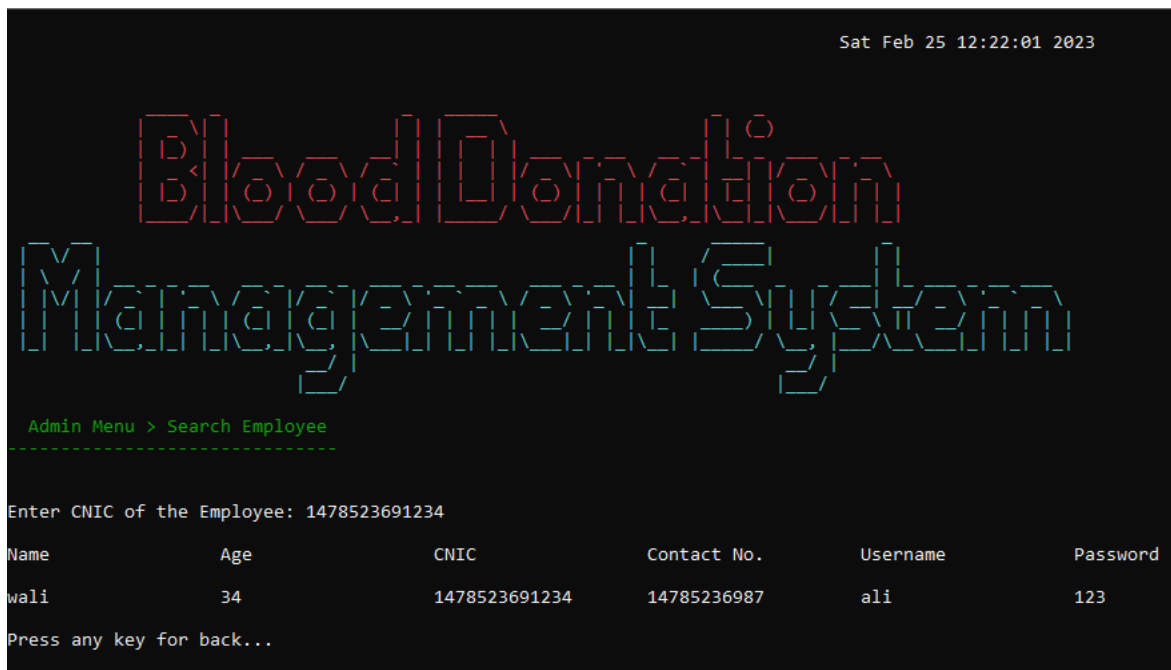 Sat Feb 25 12:22:01 2023
Blood Donation
Management System
Admin Menu > Search Employee
-------------------------------
Enter CNIC of the Employee: 1478523691234
Name Age CNIC Contact No. Username Password
wali 34 1478523691234 14785236987 ali 123
Press any key for back...